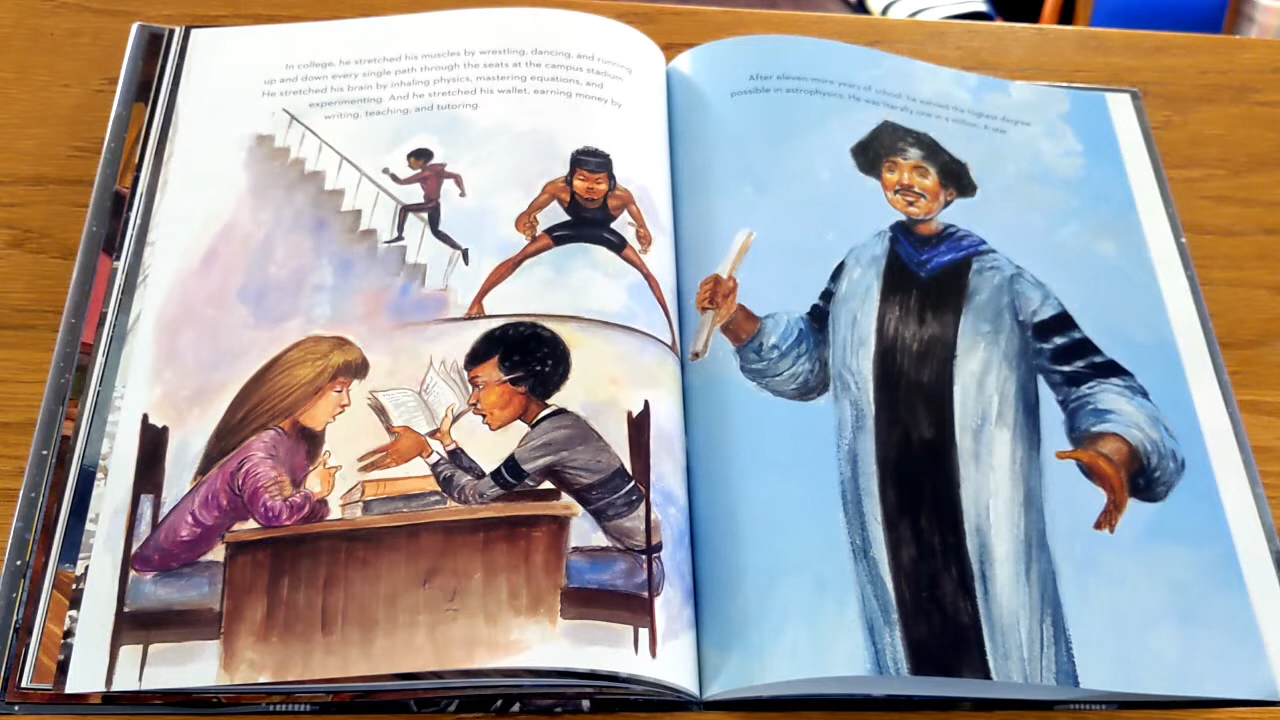 In college, he stretched his muscles by wrestling, dancing, and running
up and down every single path through the seats at the campus stadium.
He stretched his brain by inhaling physics, mastering equations, and
experimenting. And he stretched his wallet, earning money by
writing, teaching, and tutoring.
After eleven more years of school, he earned the highest degree
possible in astrophysics. He was literally one in a million. A star.